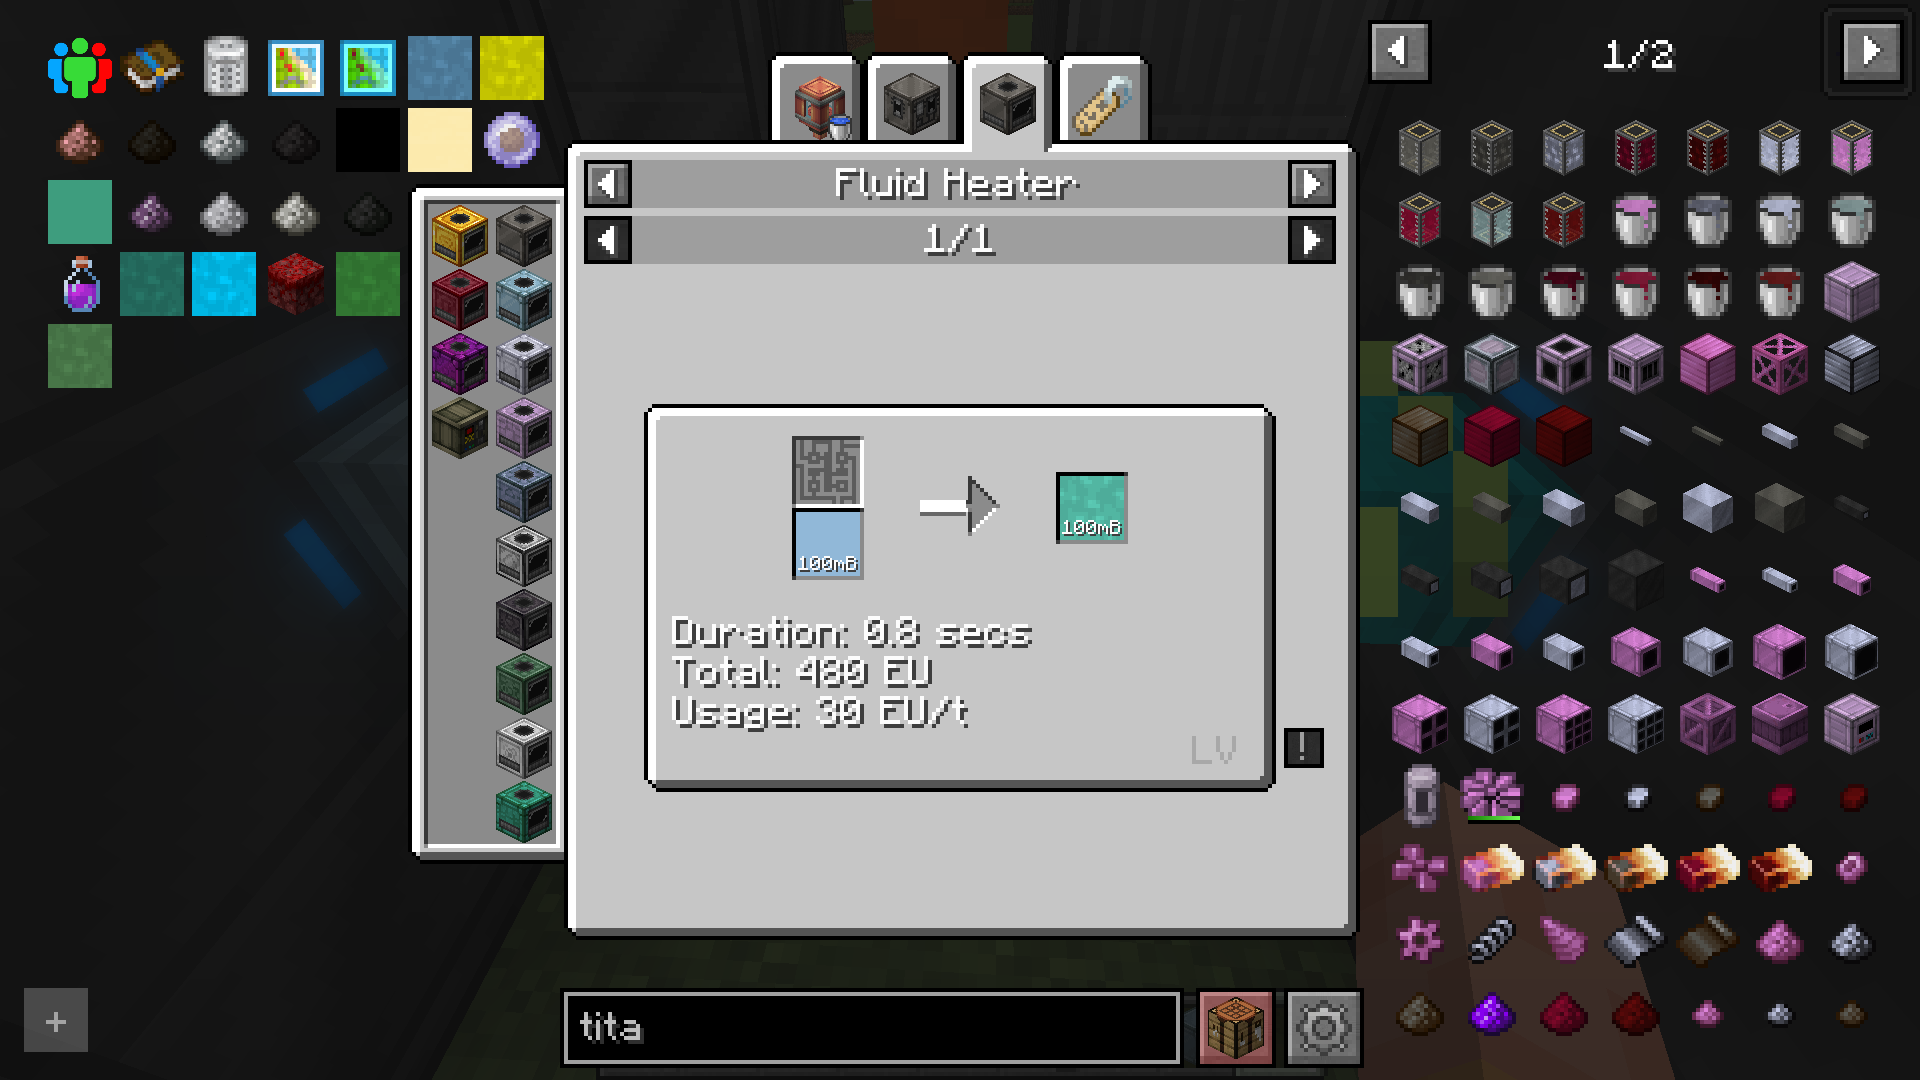 1/2
Fluid Heater
1/1
100mB
100mB
Duration: 0.8 secs
Total: 480 EU
Usage: 30 EU/t
LV
!
tita
+